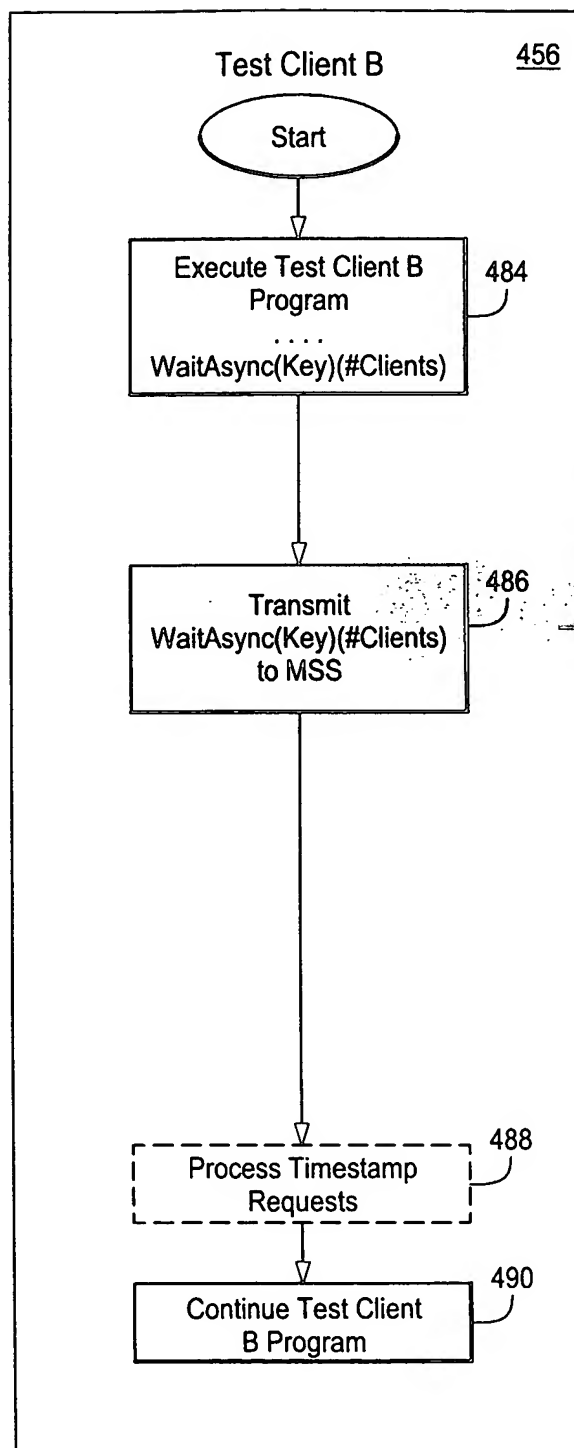 Test Client B
456
Start
Execute Test Client B
Program
. . . .
WaitAsync(Key)(#Clients)
484
Transmit
WaitAsync(Key)(#Clients)
to MSS
486
Process Timestamp
Requests
488
Continue Test Client
B Program
490